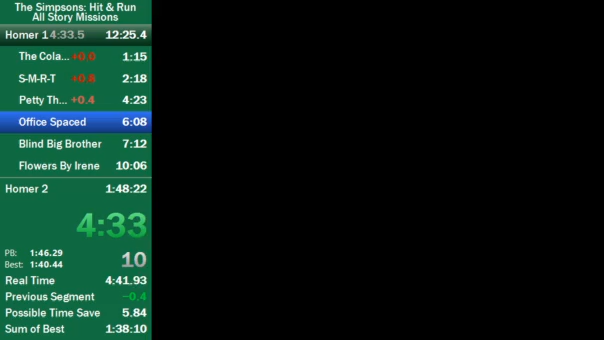 The Simpsons: Hit & Run
All Story Missions
Homer 1 4:33.5 12:25.4
The Cola... +0.0 1:15
S-M-R-T +0.8 2:18
Petty Th... +0.4 4:23
Office Spaced 6:08
Blind Big Brother 7:12
Flowers By Irene 10:06
Homer 2 1:48:22
4:33
PB: 1:46.29
Best: 1:40.44
10
Real Time 4:41.93
Previous Segment −0.4
Possible Time Save 5.84
Sum of Best 1:38:10